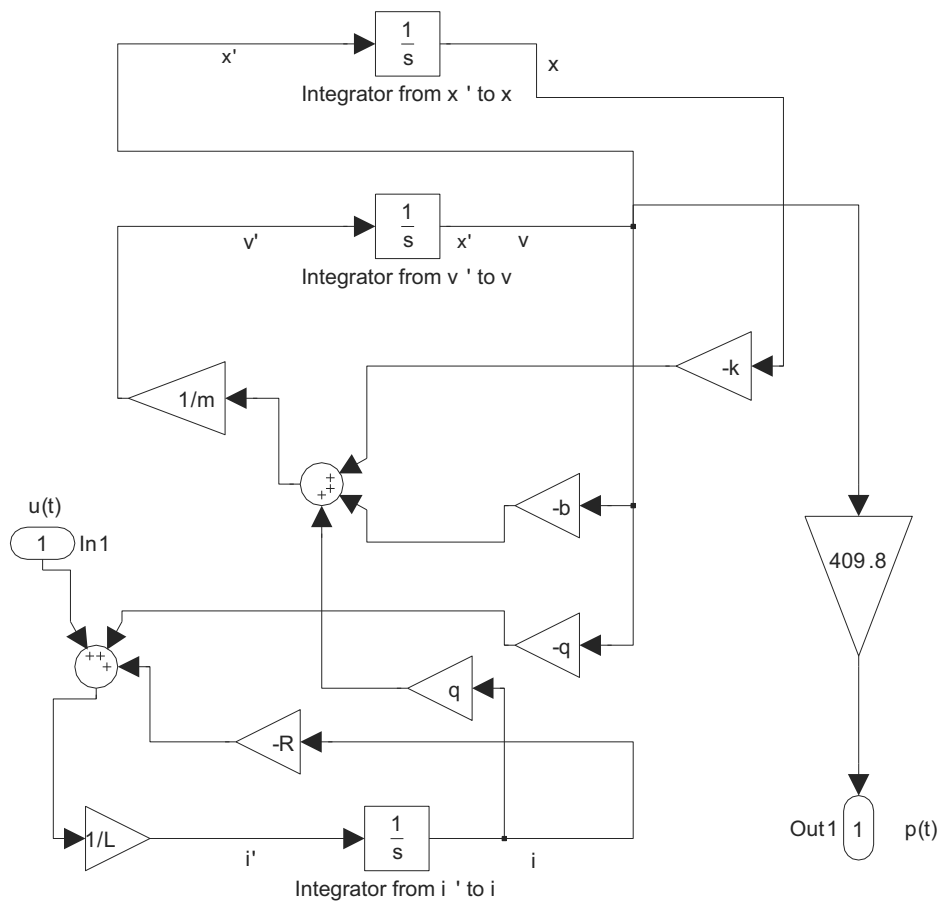 1
s
x'
x
Integrator from x ' to x
1
s
v'
x'
v
Integrator from v ' to v
-k
1/m
+
+
+
-b
u(t)
1
In1
409.8
-q
++
+
q
-R
1/L
1
s
i'
i
Integrator from i ' to i
Out1
1
p(t)